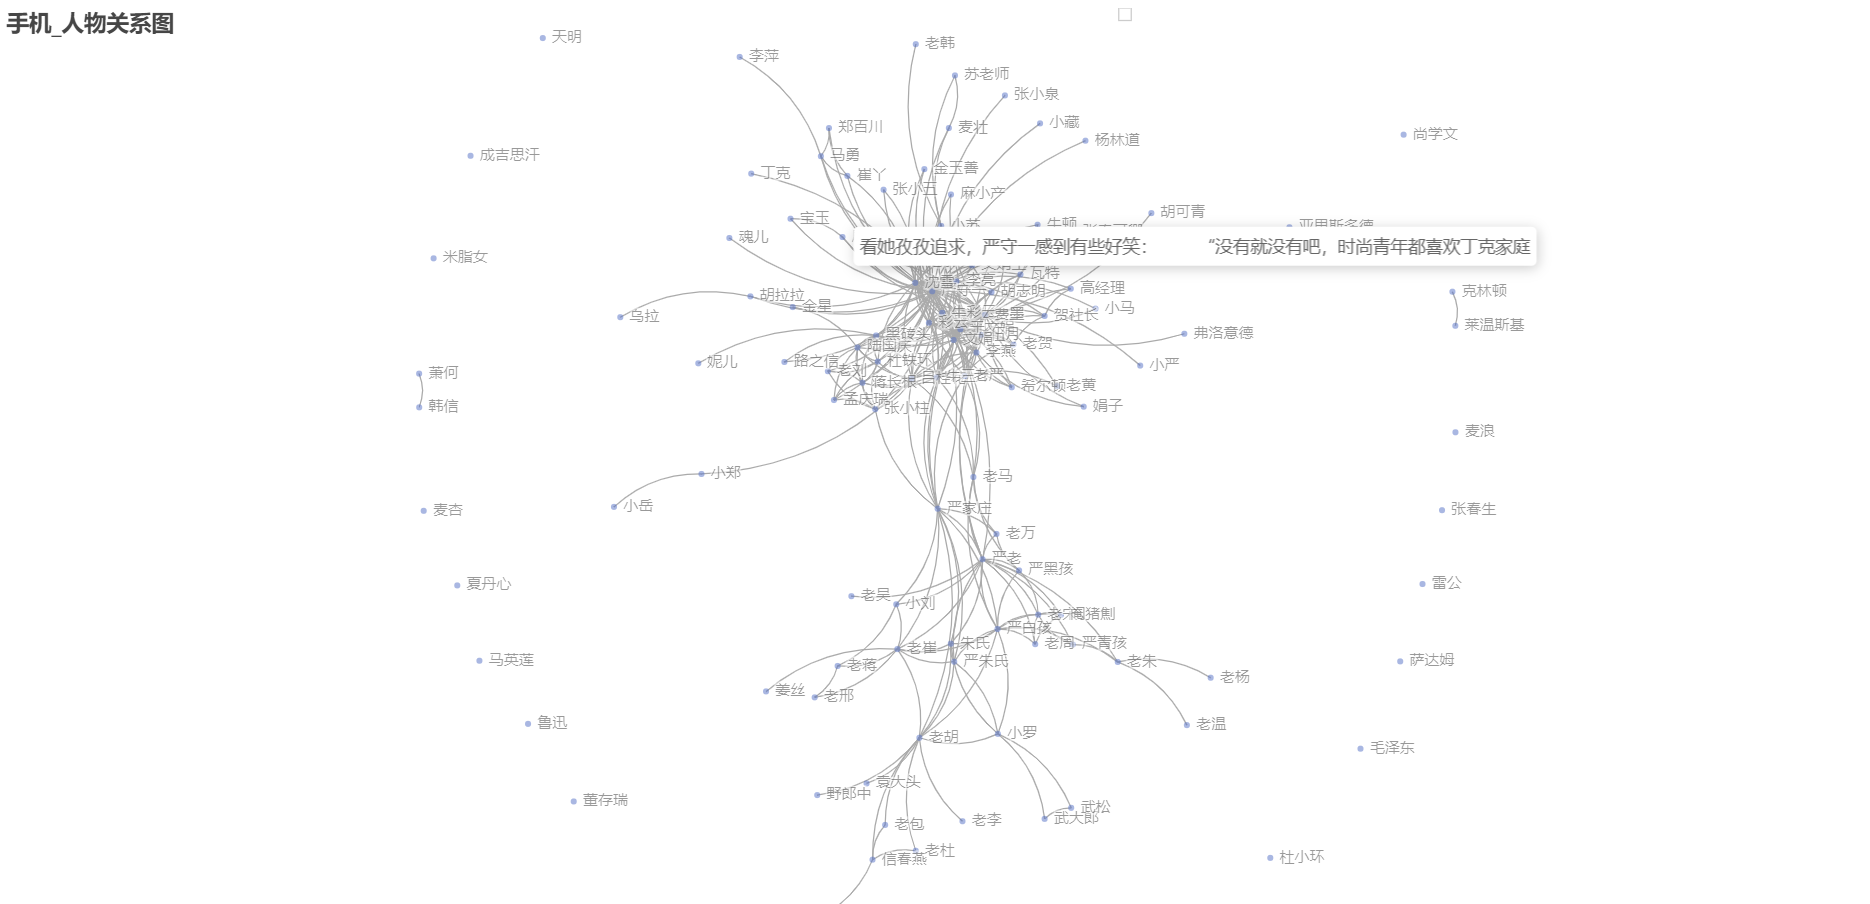 手机_人物关系图
天明
老韩
李萍
苏老师
张小泉
小藏
郑百川
麦壮
尚学文
杨林道
成吉思汗
马勇
金玉善
丁克
崔丫
张小五
麻小产
胡可青
宝玉
小苏
牛顿
亚里斯多德
魂儿
看她孜孜追求，严守一感到有些好笑： “没有就没有吧，时尚青年都喜欢丁克家庭
米脂女
瓦特
沈雪
李亮
高经理
胡志明
克林顿
胡拉拉
金星
小马
乌拉
费墨
贺社长
莱温斯基
黑砖头
弗洛意德
陆国庆
老贺
李燕
妮儿
路之信
杜铁环
小严
老刘
萧何
蒋长根
老严
希尔顿
老黄
孟庆瑞
张小柱
娟子
韩信
麦浪
小郑
老马
小岳
严家庄
麦杏
张春生
老万
严老
严黑孩
夏丹心
雷公
老吴
小刘
老宋
阉猪劁
严白孩
朱氏
老周
严青孩
老崔
马英莲
严朱氏
老朱
萨达姆
老蒋
老杨
姜丝
老邢
鲁迅
老温
老胡
小罗
毛泽东
袁大头
野郎中
董存瑞
武松
武大郎
老包
老李
老杜
信春燕
杜小环